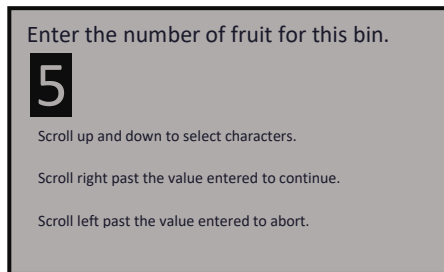 Enter the number of fruit for this bin.
5
Scroll up and down to select characters.
Scroll right past the value entered to continue.
Scroll left past the value entered to abort.